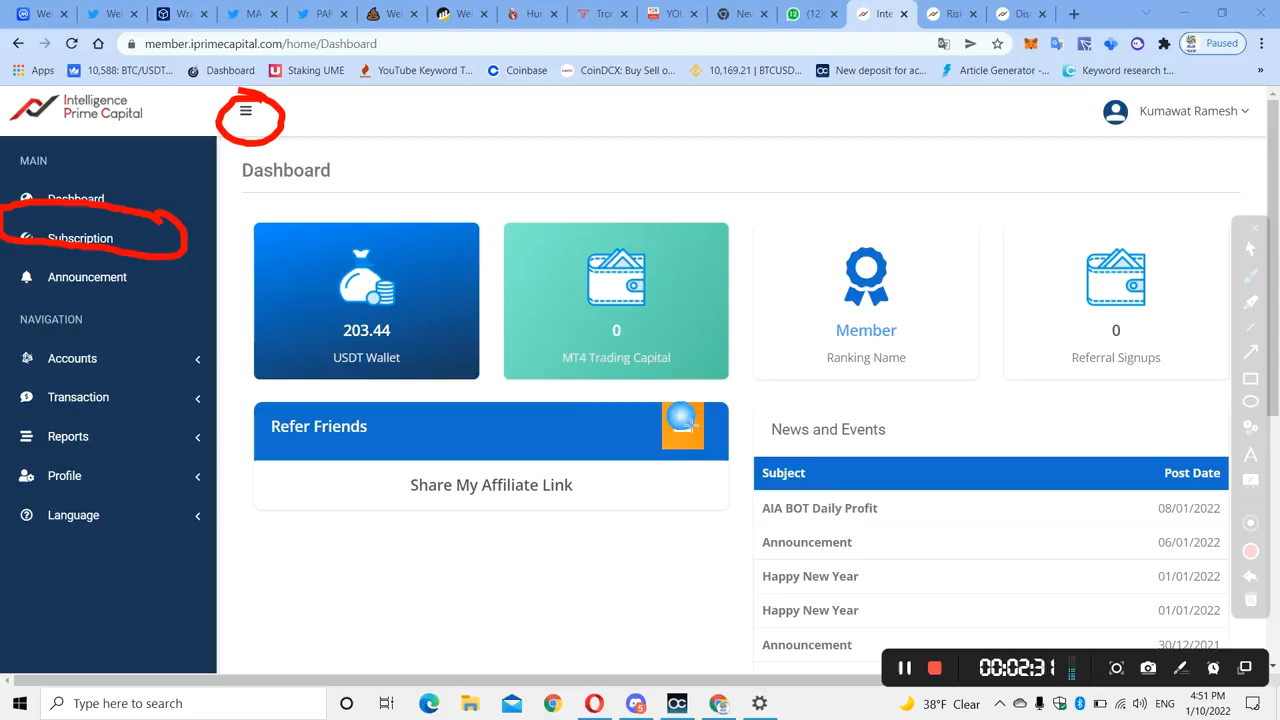 10,588: BTC/USDT...
Paused
member.iprimecapital.com/home/Dashboard
Apps
Dashboard
Staking UME
YouTube Keyword T...
Coinbase
CoinDCX: Buy sel o...
10,169.21 | BTCUSD...
New deposit for ac...
Article Generator -...
Keyword research t...
»
Intelligence
Prime Capital
Kumawat Ramesh
MAIN
Dashboard
Subscription
Announcement
NAVIGATION
Accounts
Transaction
Reports
Profile
Language
Dashboard
203.44
USDT Wallet
0
MT4 Trading Capital
Member
Ranking Name
0
Referral Signups
Refer Friends
Share My Affiliate Link
News and Events
Subject Post Date
AIA BOT Daily Profit 08/01/2022
Announcement 06/01/2022
Happy New Year 01/01/2022
Happy New Year 01/01/2022
Announcement 30/12/2021
00:02:31
Type here to search
38°F Clear
ENG
4:51 PM
1/10/2022